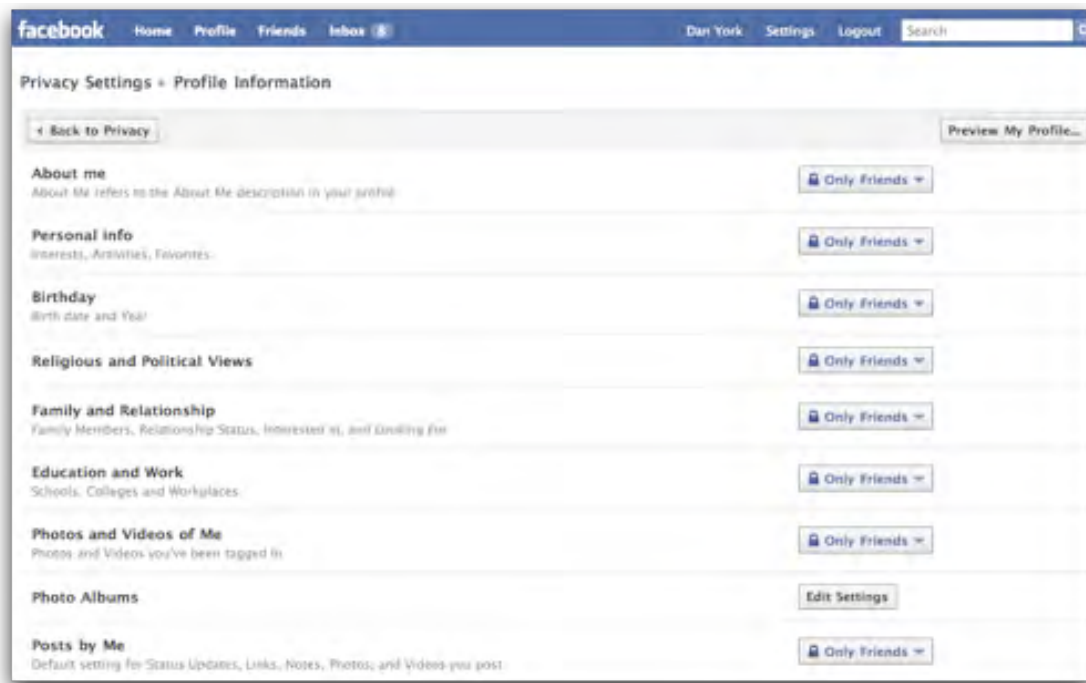 facebook Home Profile Friends Inbox 8 Dan York Settings Logout Search
Privacy Settings ▸ Profile Information
Back to Privacy Preview My Profile...
About me Only Friends
About Me refers to the About Me description in your profile
Personal info Only Friends
Interests, Activities, Favorites
Birthday Only Friends
Birth date and Year
Religious and Political Views Only Friends
Family and Relationship Only Friends
Family Members, Relationship Status, Interested in, and Looking For
Education and Work Only Friends
Schools, Colleges and Workplaces
Photos and Videos of Me Only Friends
Photos and Videos you've been tagged in
Photo Albums Edit Settings
Posts by Me Only Friends
Default setting for Status Updates, Links, Notes, Photos, and Videos you post